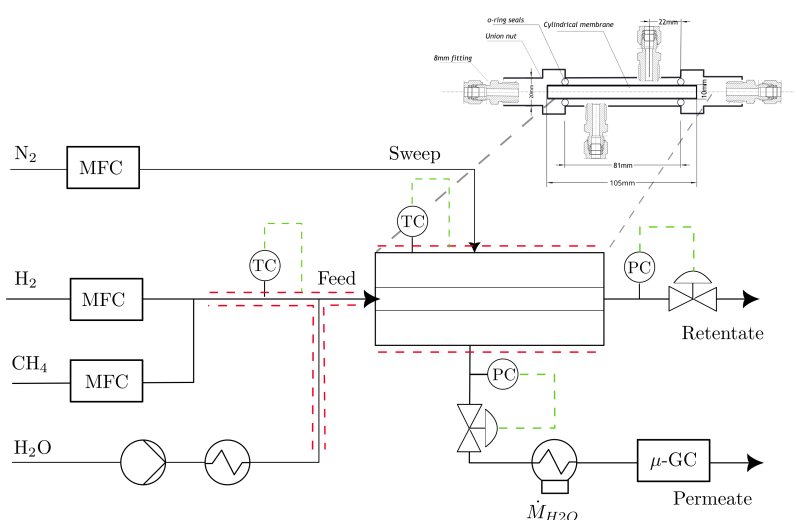 o-ring seals
Cylindrical membrane
22mm
Union nut
8mm fitting
20mm
10mm
81mm
105mm
N2
MFC
Sweep
TC
TC
PC
H2
MFC
Feed
Retentate
CH4
MFC
PC
H2O
μ-GC
ṀH2O
Permeate